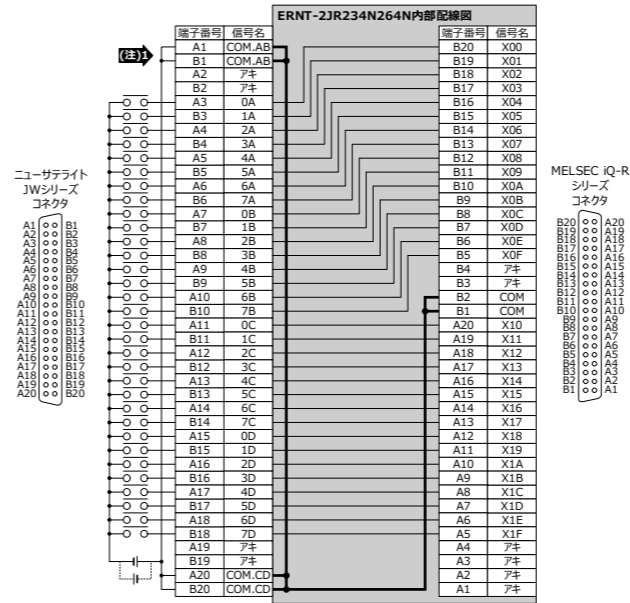 ERNT-2JR234N264N内部配線図
端子番号 信号名 端子番号 信号名
A1 COM.AB B20 X00
(注)1
B1 COM.AB B19 X01
A2 アキ B18 X02
B2 アキ B17 X03
A3 0A B16 X04
B3 1A B15 X05
A4 2A B14 X06
B4 3A B13 X07
A5 4A B12 X08
B5 5A B11 X09
A6 6A B10 X0A
B6 7A B9 X0B
A7 0B B8 X0C
B7 1B B7 X0D
A8 2B B6 X0E
B8 3B B5 X0F
A9 4B B4 アキ
B9 5B B3 アキ
A10 6B B2 COM
B10 7B B1 COM
A11 0C A20 X10
B11 1C A19 X11
A12 2C A18 X12
B12 3C A17 X13
A13 4C A16 X14
B13 5C A15 X15
A14 6C A14 X16
B14 7C A13 X17
A15 0D A12 X18
B15 1D A11 X19
A16 2D A10 X1A
B16 3D A9 X1B
A17 4D A8 X1C
B17 5D A7 X1D
A18 6D A6 X1E
B18 7D A5 X1F
A19 アキ A4 アキ
B19 アキ A3 アキ
A20 COM.CD A2 アキ
B20 COM.CD A1 アキ
ニューサテライト
JWシリーズ
コネクタ
A1 B1
A2 B2
A3 B3
A4 B4
A5 B5
A6 B6
A7 B7
A8 B8
A9 B9
A10 B10
A11 B11
A12 B12
A13 B13
A14 B14
A15 B15
A16 B16
A17 B17
A18 B18
A19 B19
A20 B20
MELSEC iQ-R
シリーズ
コネクタ
B20 A20
B19 A19
B18 A18
B17 A17
B16 A16
B15 A15
B14 A14
B13 A13
B12 A12
B11 A11
B10 A10
B9 A9
B8 A8
B7 A7
B6 A6
B5 A5
B4 A4
B3 A3
B2 A2
B1 A1